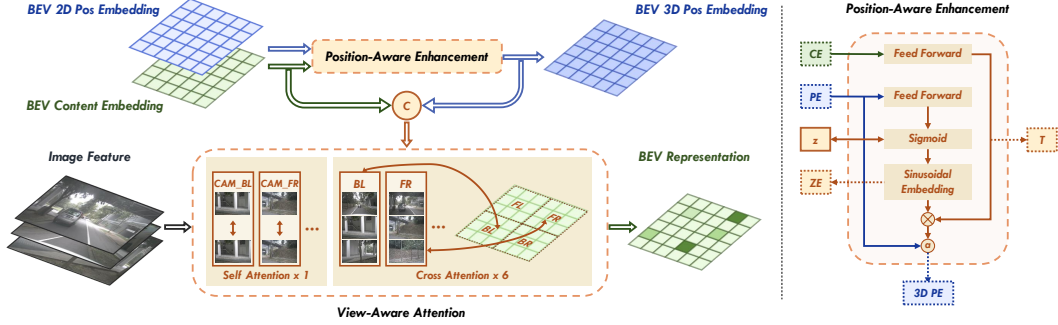 BEV 2D Pos Embedding
Position-Aware Enhancement
BEV 3D Pos Embedding
BEV Content Embedding
C
Image Feature
CAM_BL
CAM_FR
...
Self Attention x 1
BL
FR
...
FL
FR
BL
BR
Cross Attention x 6
View-Aware Attention
BEV Representation
Position-Aware Enhancement
CE
Feed Forward
PE
Feed Forward
z
Sigmoid
T
ZE
Sinusoidal
Embedding
α
3D PE